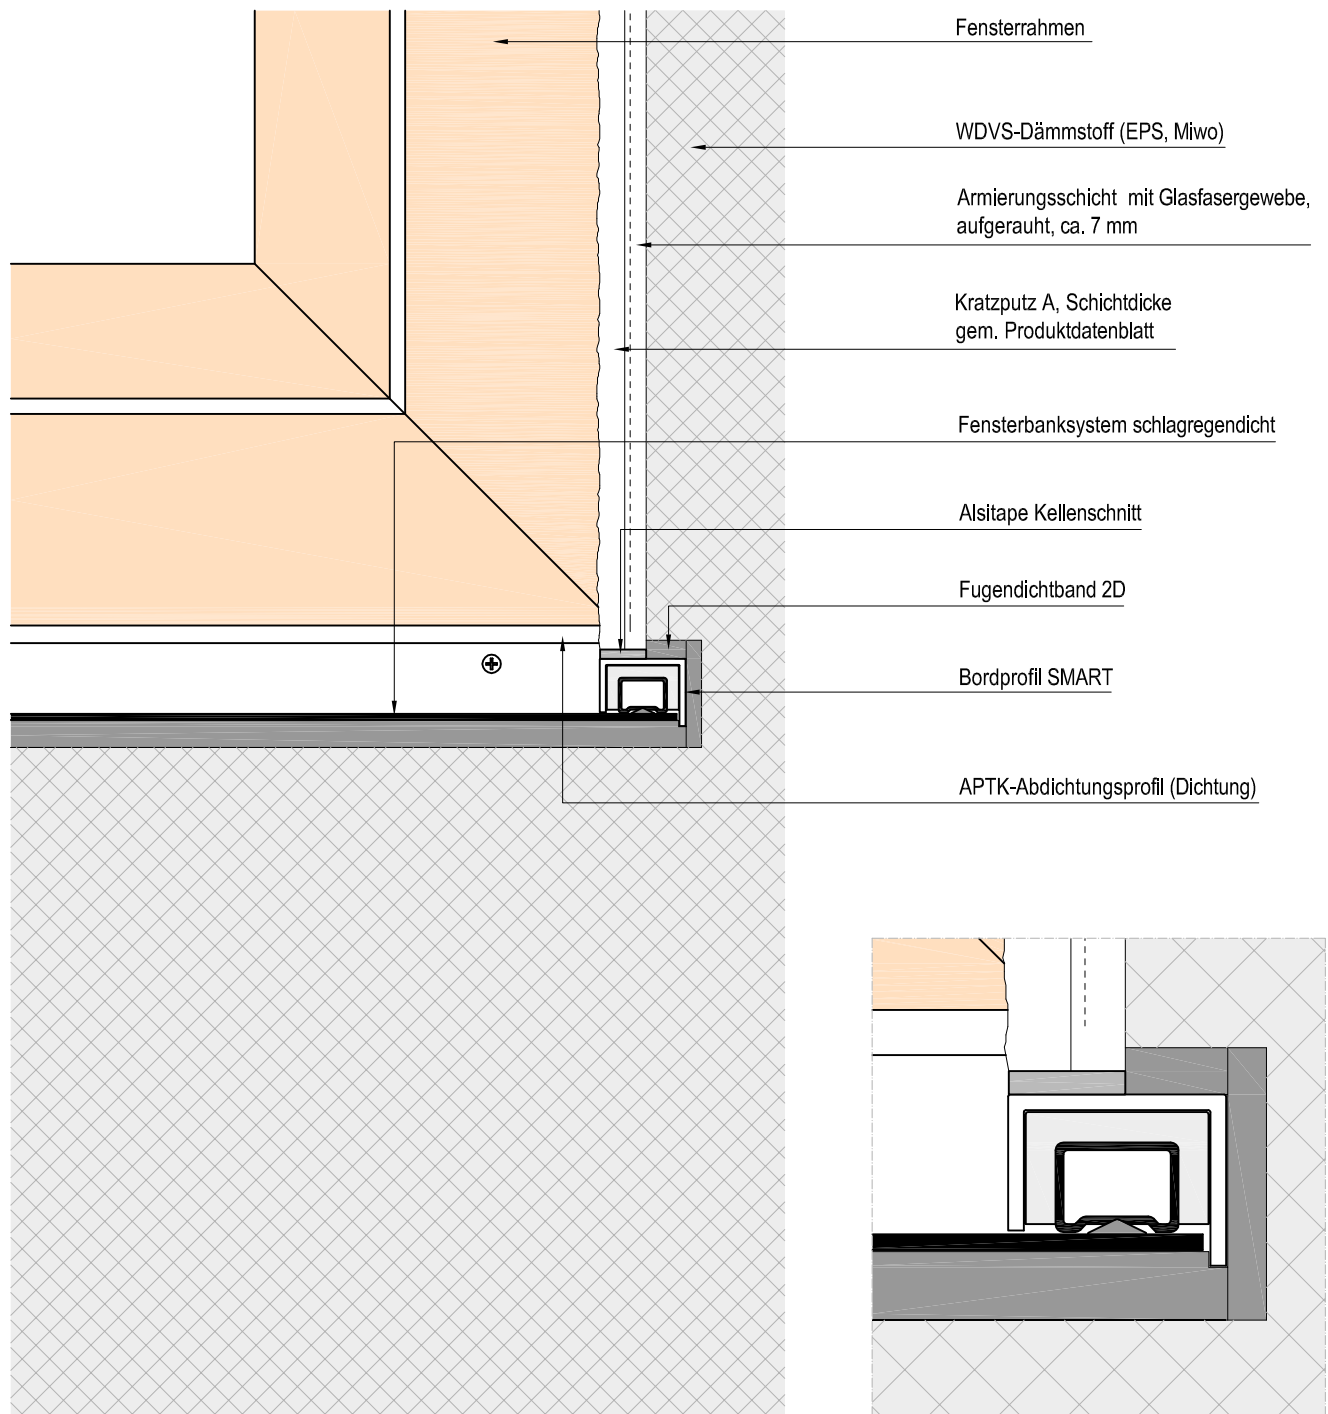 Fensterrahmen
WDVS-Dämmstoff (EPS, Miwo)
Armierungsschicht mit Glasfasergewebe,
aufgerauht, ca. 7 mm
Kratzputz A, Schichtdicke
gem. Produktdatenblatt
Fensterbanksystem schlagregendicht
Alsitape Kellenschnitt
Fugendichtband 2D
Bordprofil SMART
APTK-Abdichtungsprofil (Dichtung)